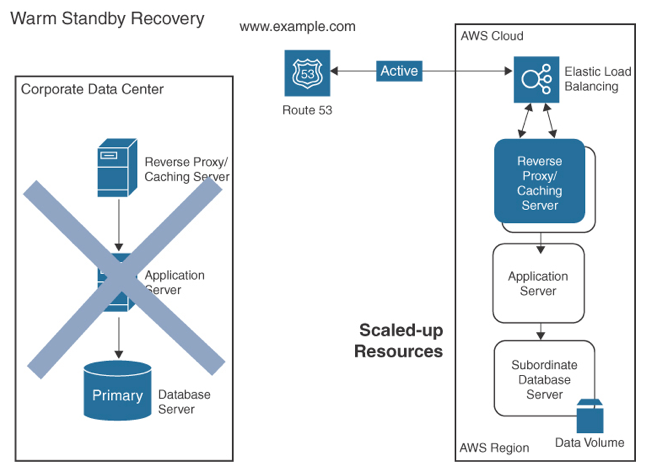 Warm Standby Recovery
www.example.com
Corporate Data Center
Reverse Proxy/
Caching Server
Application
Server
Primary
Database
Server
53
Route 53
Active
AWS Cloud
Elastic Load
Balancing
Reverse
Proxy/
Caching
Server
Application
Server
Scaled-up
Resources
Subordinate
Database
Server
Data Volume
AWS Region